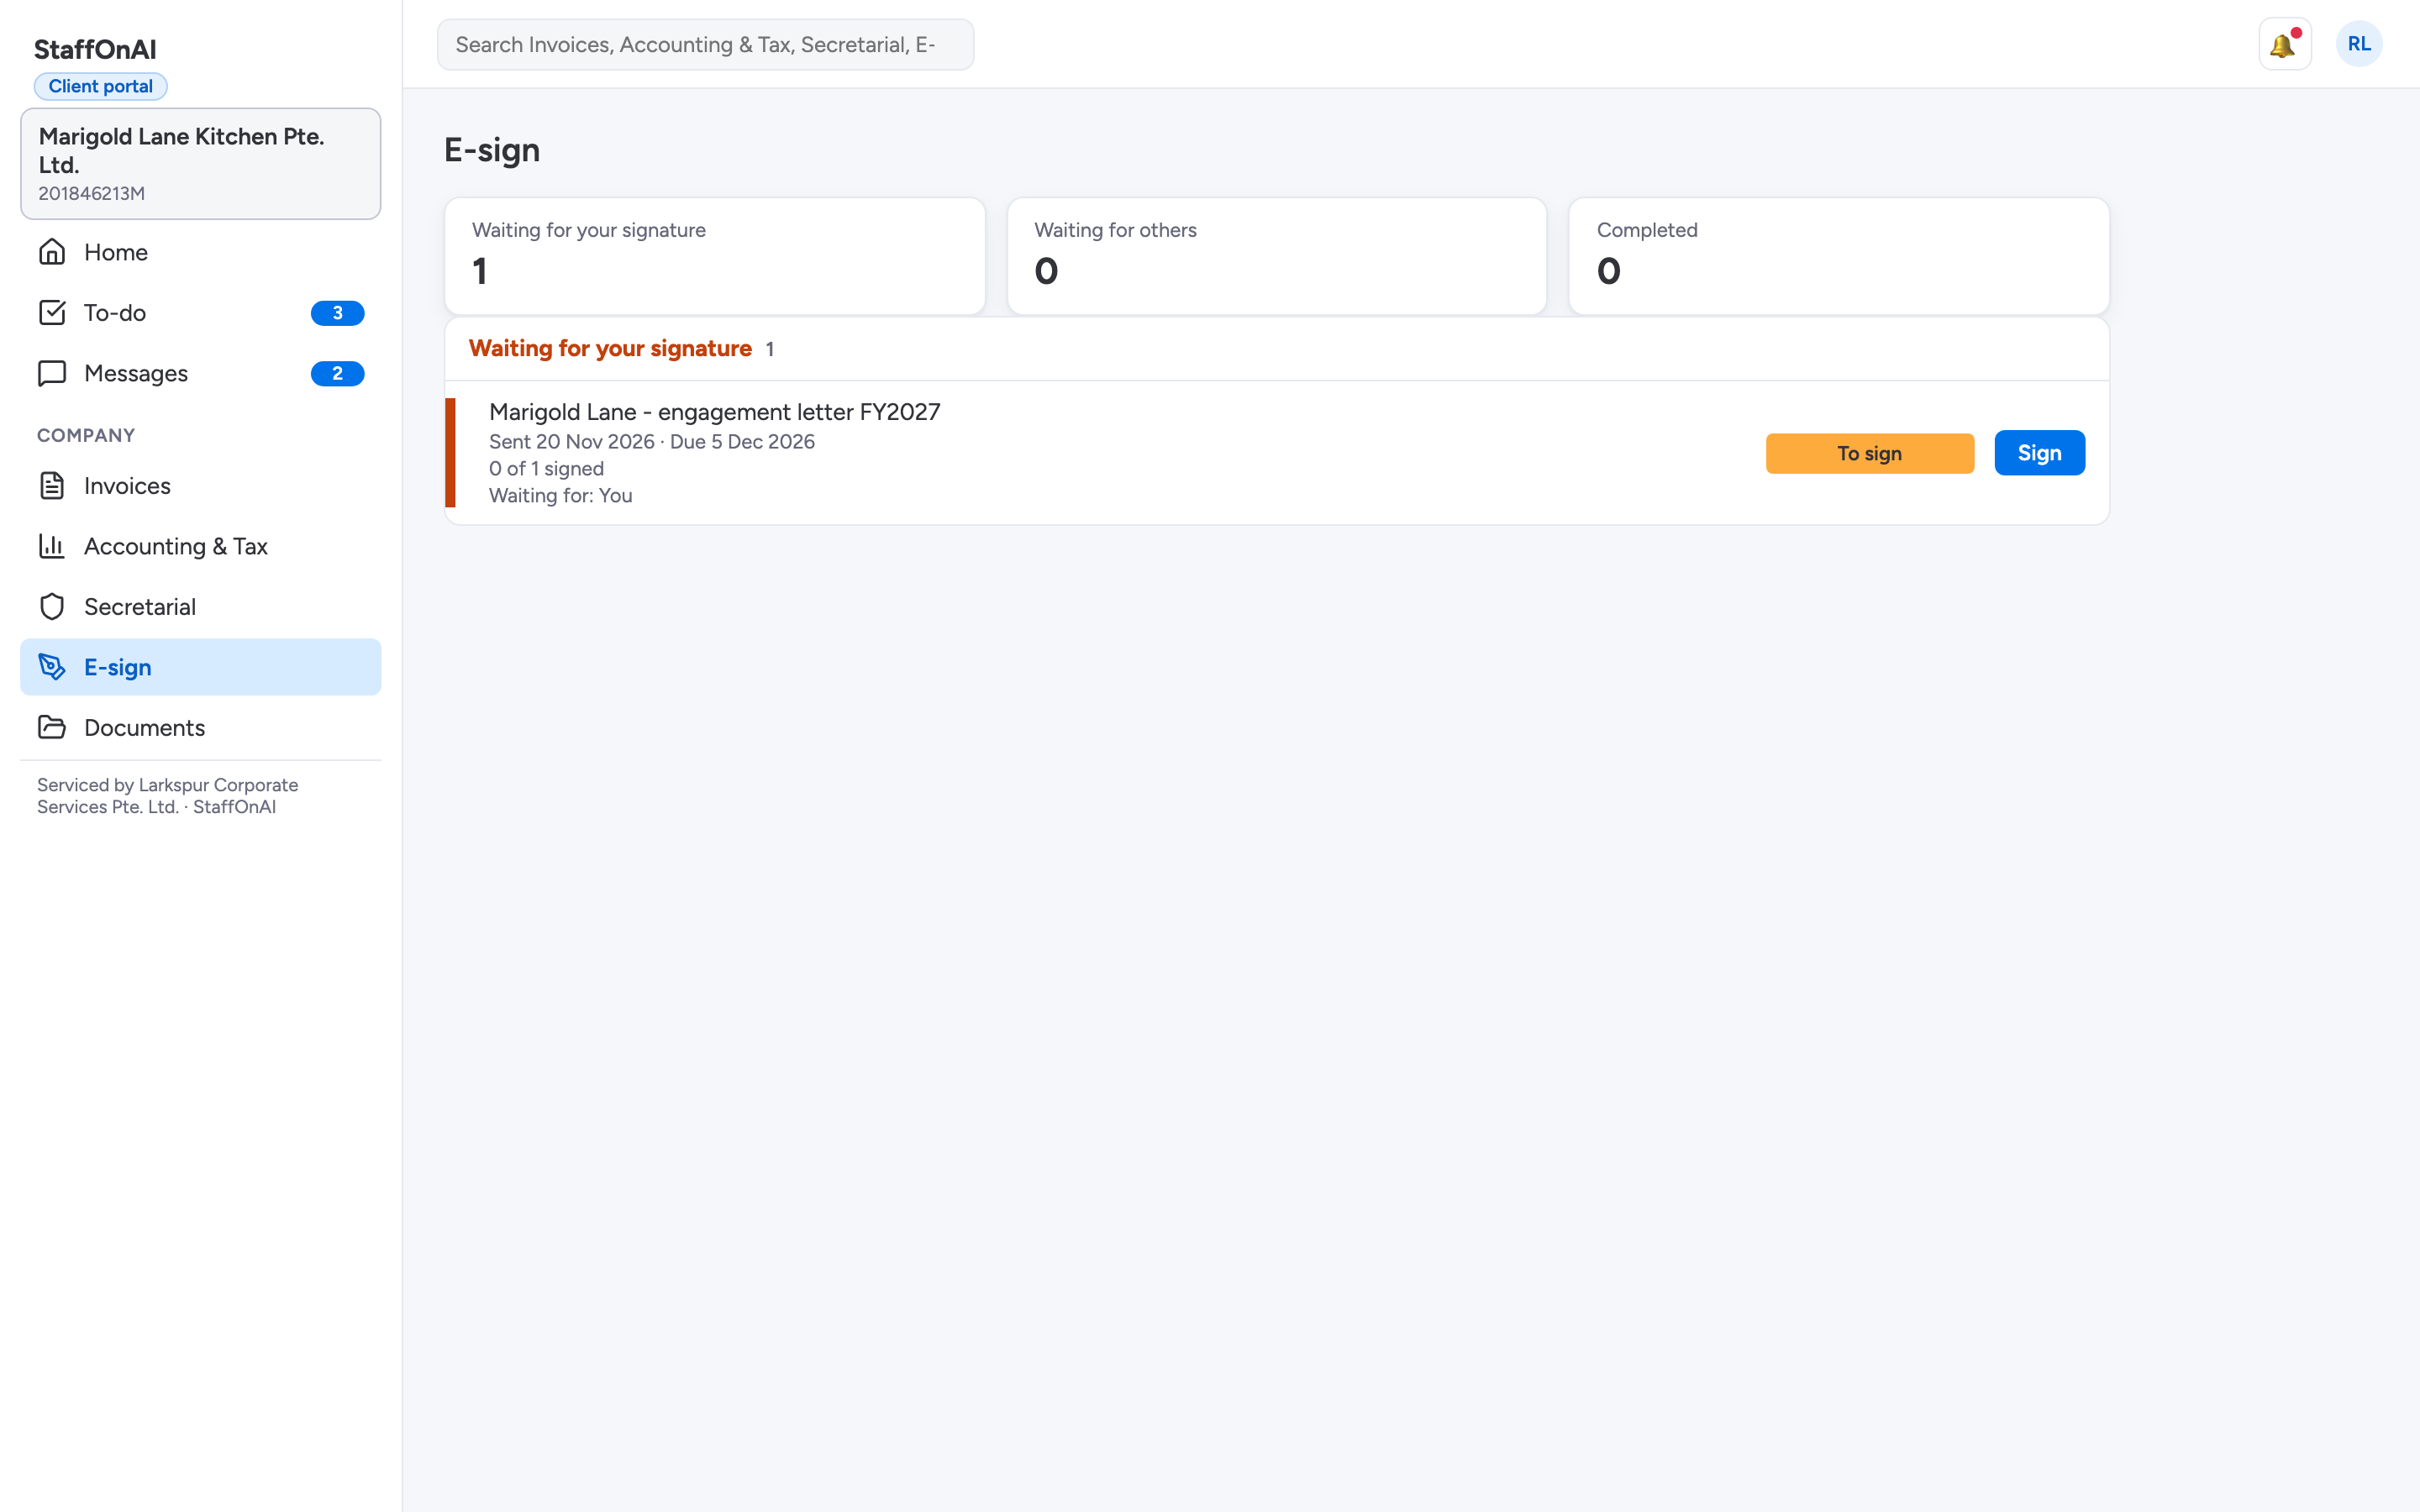 StaffOnAI
Client portal
Marigold Lane Kitchen Pte.
Ltd.
201846213M
Home
To-do 3
Messages 2
COMPANY
Invoices
Accounting & Tax
Secretarial
E-sign
Documents
Serviced by Larkspur Corporate
Services Pte. Ltd. · StaffOnAI
Search Invoices, Accounting & Tax, Secretarial, E-
RL
E-sign
Waiting for your signature
1
Waiting for others
0
Completed
0
Waiting for your signature 1
Marigold Lane - engagement letter FY2027
Sent 20 Nov 2026 · Due 5 Dec 2026
0 of 1 signed
Waiting for: You
To sign
Sign